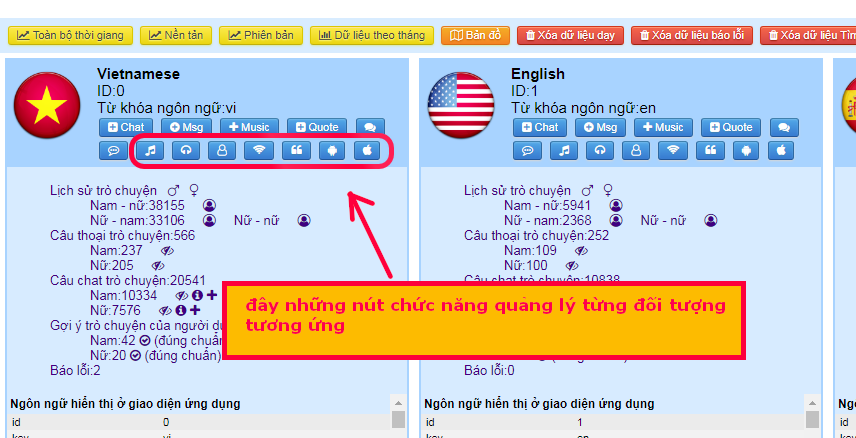 Toàn bộ thời giang
Nền tản
Phiên bản
Dữ liệu theo tháng
Bản đồ
Xóa dữ liệu dạy
Xóa dữ liệu báo lỗi
Xóa dữ liệu Tìm
Vietnamese
ID:0
Từ khóa ngôn ngữ:vi
Chat
Msg
Music
Quote
Lịch sử trò chuyện
Nam - nữ:38155
Nữ - nam:33106 Nữ - nữ
Câu thoại trò chuyện:566
Nam:237
Nữ:205
Câu chat trò chuyện:20541
Nam:10334
Nữ:7576
Gợi ý trò chuyện của người dù
Nam:42 (đúng chuẩn)
Nữ:20 (đúng chuẩn)
Báo lỗi:2
Ngôn ngữ hiển thị ở giao diện ứng dụng
id 0
key vi
English
ID:1
Từ khóa ngôn ngữ:en
Chat
Msg
Music
Quote
Lịch sử trò chuyện
Nam - nữ:5941
Nữ - nam:2368 Nữ - nữ
Câu thoại trò chuyện:252
Nam:109
Nữ:100
Câu chat trò chuyện:10838
đây những nút chức năng quảng lý từng đối tượng
tương ứng
(đúng chuẩn)
Báo lỗi:0
Ngôn ngữ hiển thị ở giao diện ứng dụng
id 1
key en
Ngô
id